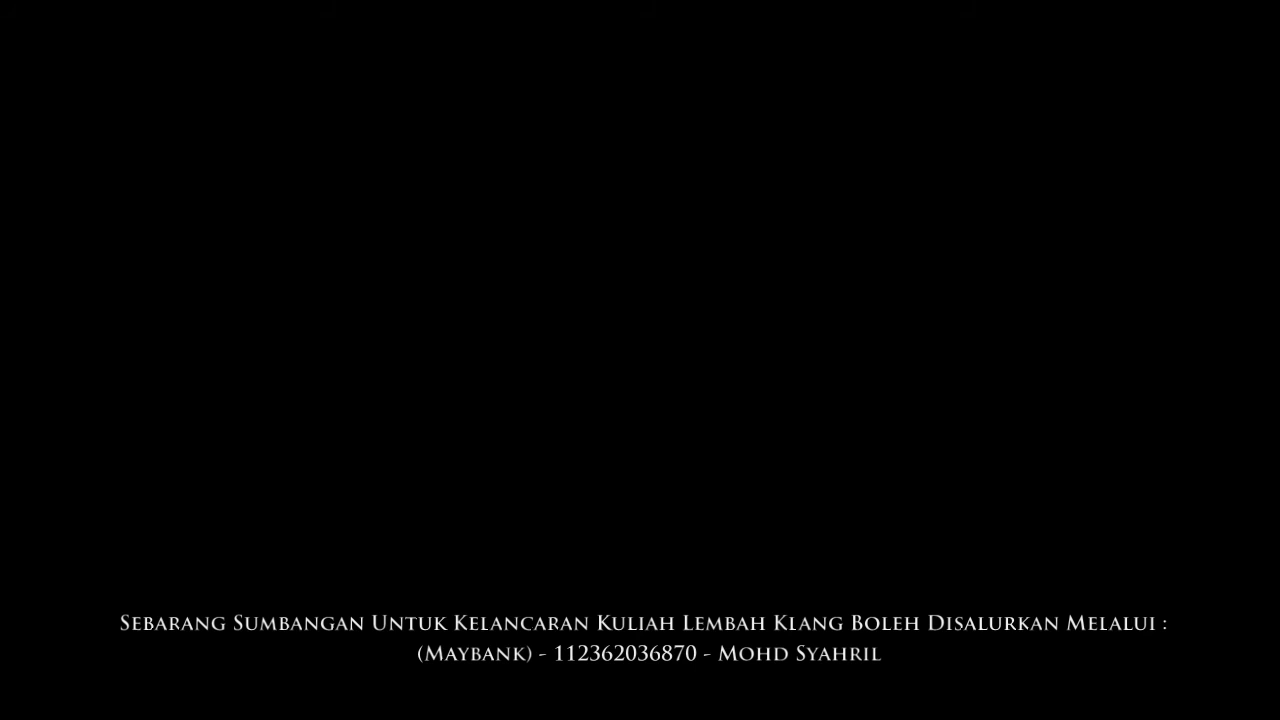 Sebarang Sumbangan Untuk Kelancaran Kuliah Lembah Klang Boleh Disalurkan Melalui :
(Maybank) - 112362036870 - Mohd Syahril